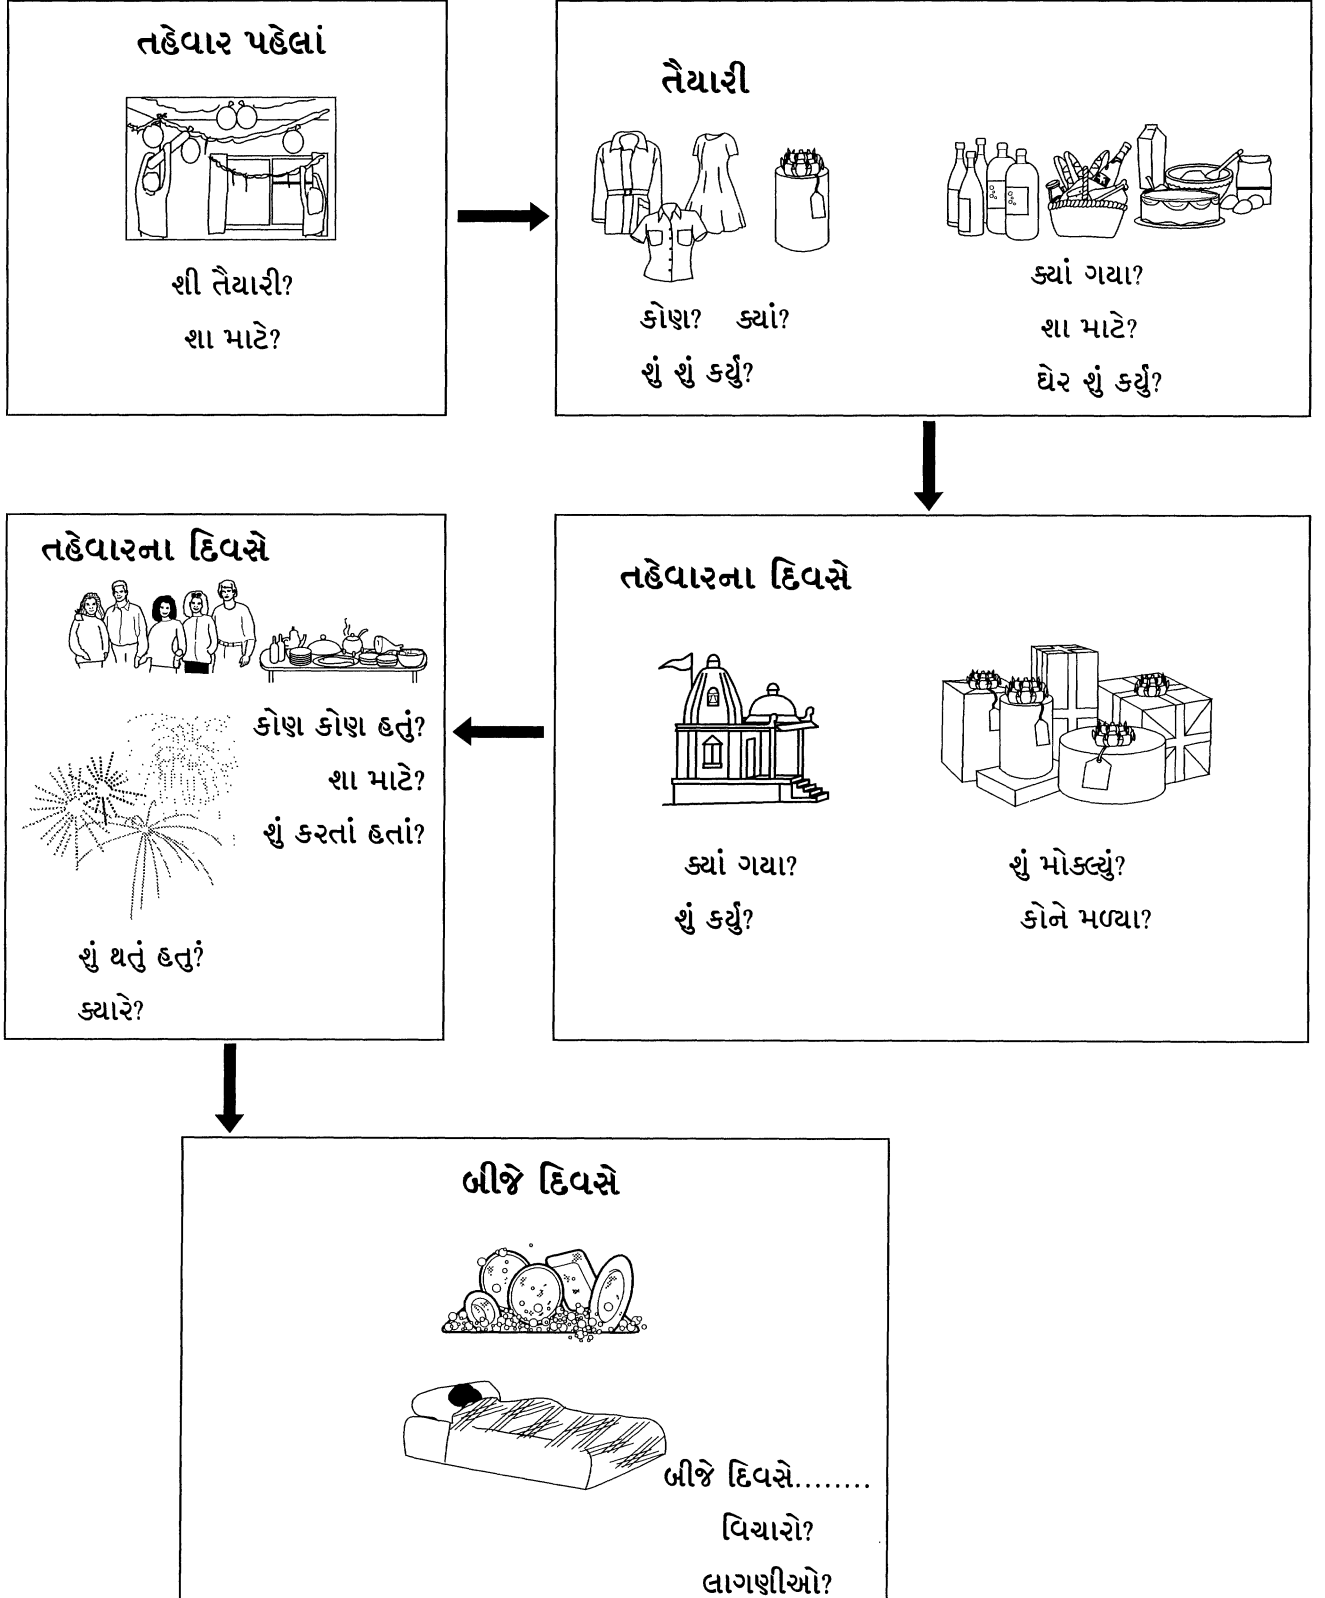 તહેવાર પહેલાં
શી તૈયારી?
શા માટે?
તૈયારી
કોણ? ક્યાં?
શું શું કર્યું?
ક્યાં ગયા?
શા માટે?
ઘેર શું કર્યું?
તહેવારના દિવસે
ક્યાં ગયા?
શું કર્યું?
શું મોકલ્યું?
કોને મળ્યા?
તહેવારના દિવસે
કોણ કોણ હતું?
શા માટે?
શું કરતાં હતાં?
શું થતું હતુ?
ક્યારે?
બીજે દિવસે
બીજે દિવસે........
વિચારો?
લાગણીઓ?